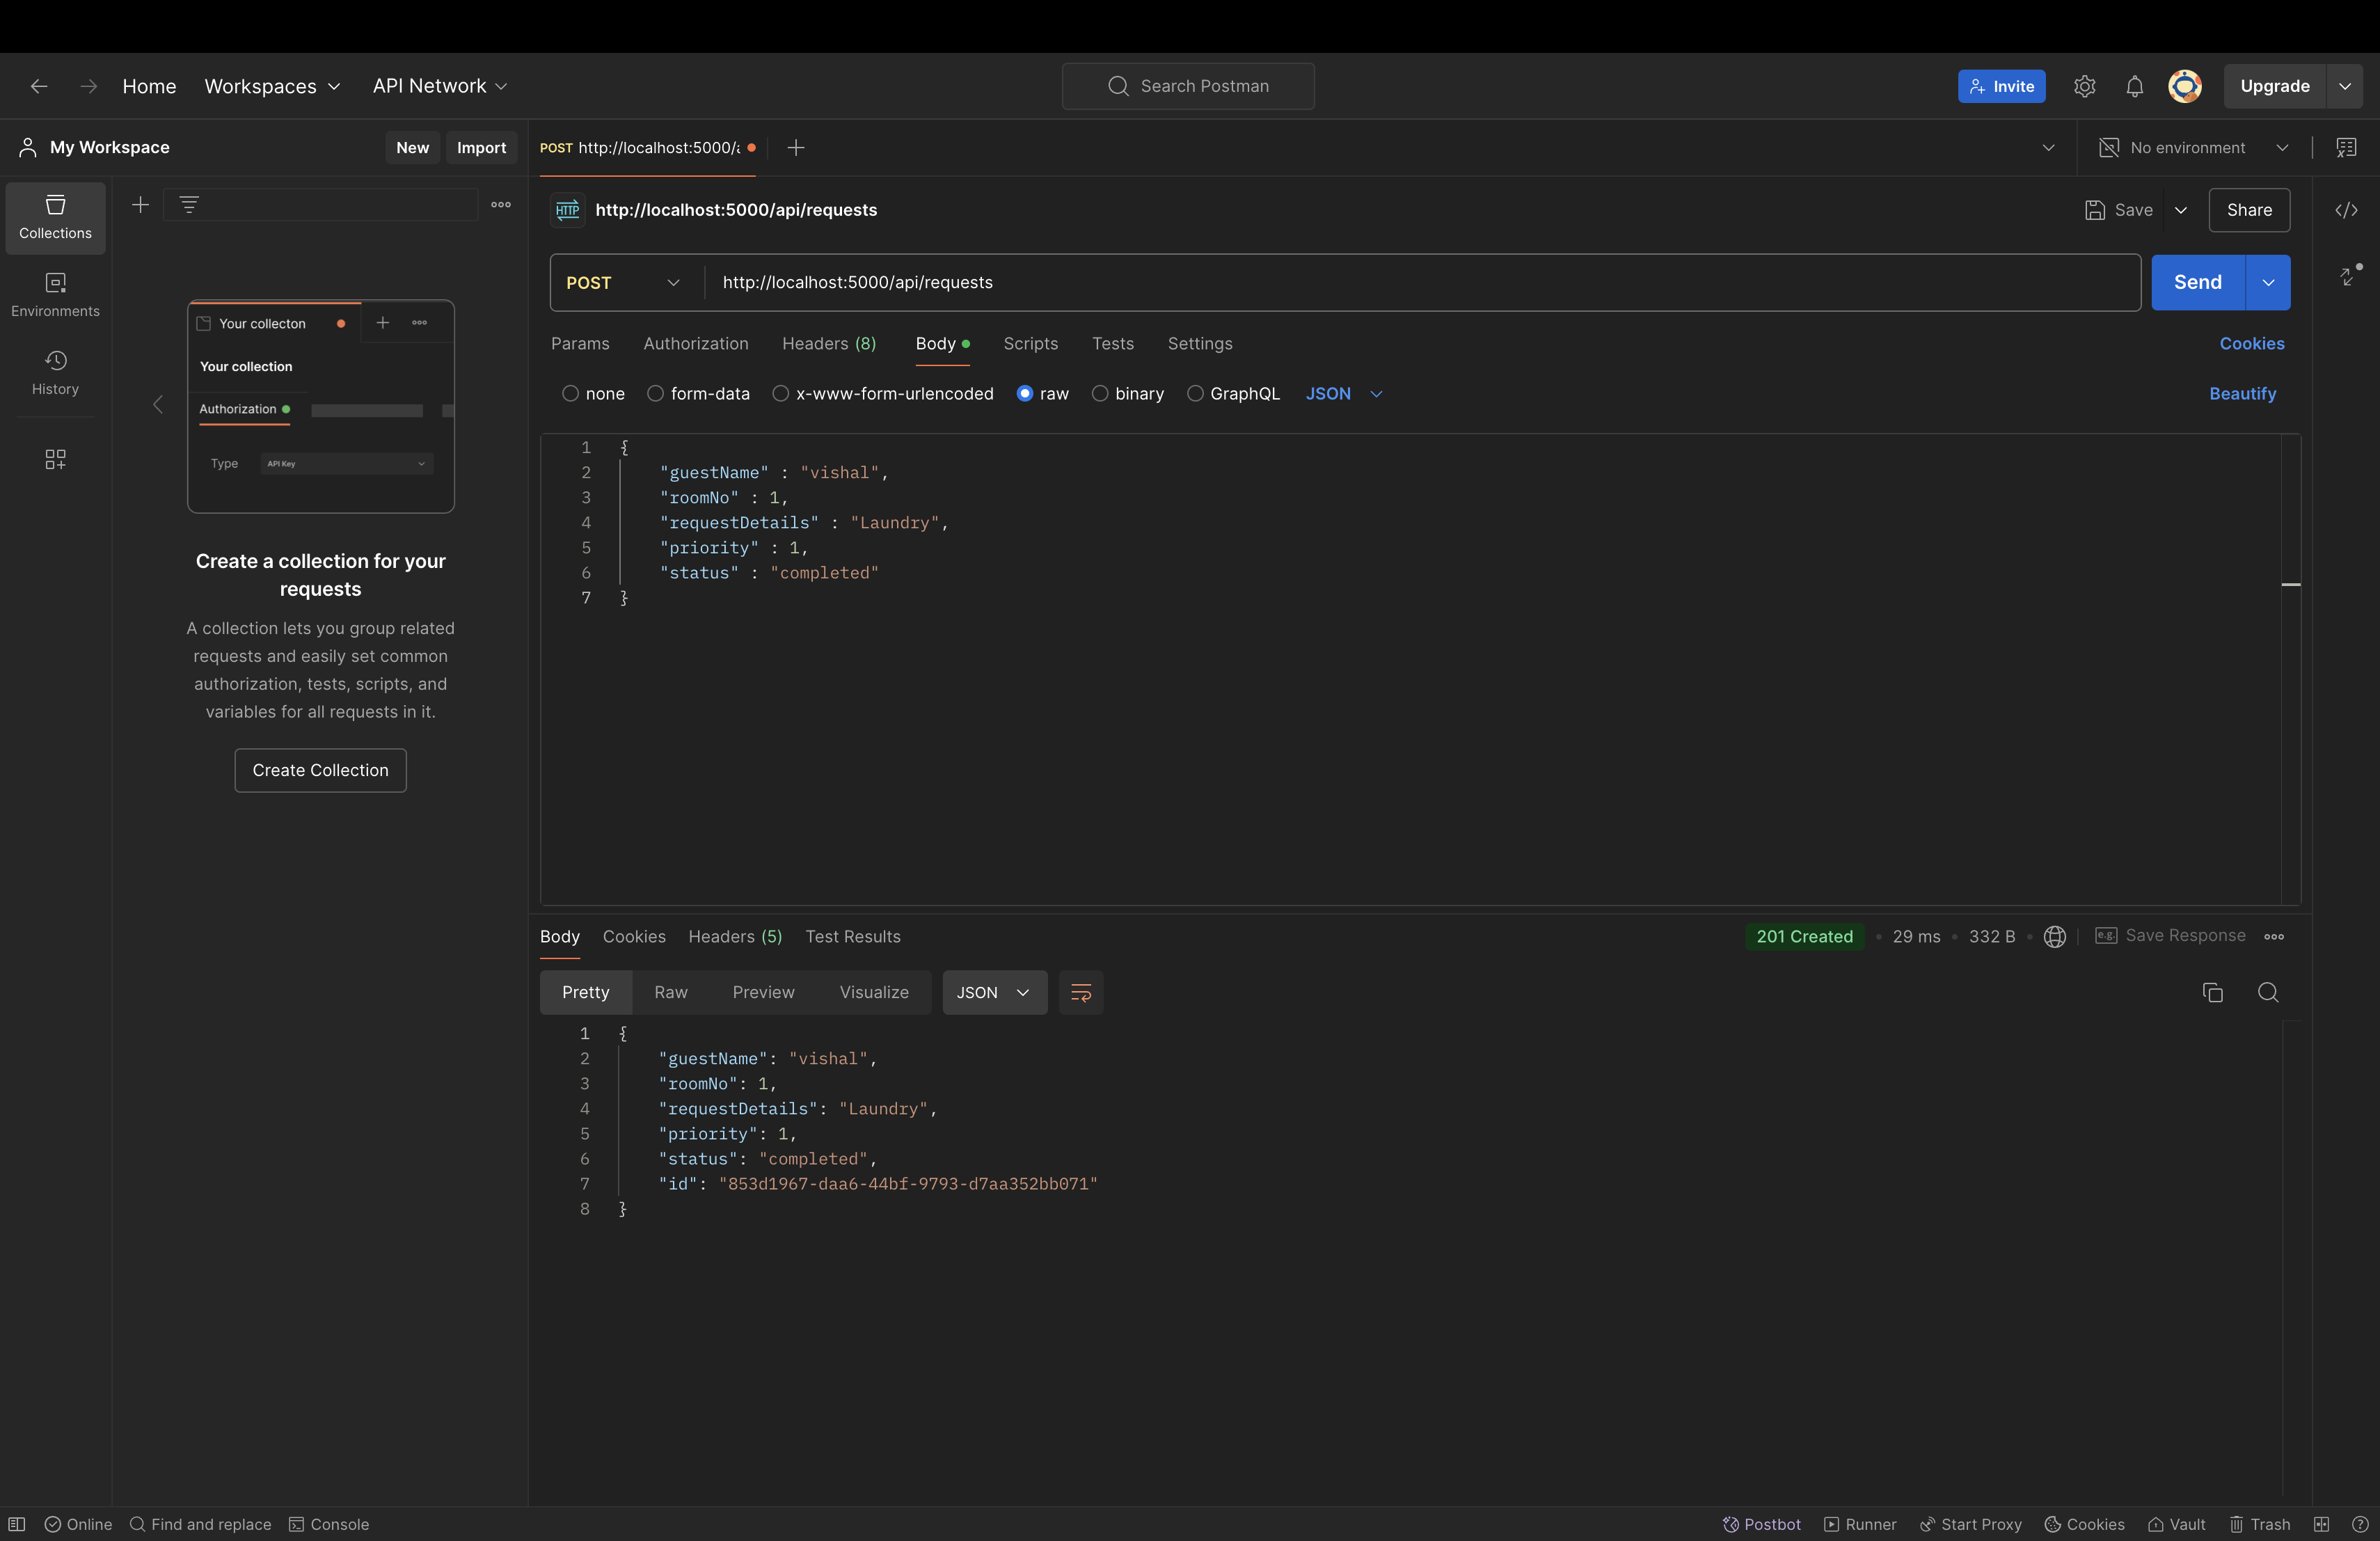 Home Workspaces API Network Search Postman Invite Upgrade
My Workspace New Import POST http://localhost:5000/a No environment
Collections
Environments
History
Your collecton
Your collection
Authorization
Type API Key
Create a collection for your
requests
A collection lets you group related
requests and easily set common
authorization, tests, scripts, and
variables for all requests in it.
Create Collection
HTTP http://localhost:5000/api/requests Save Share
POST http://localhost:5000/api/requests Send
Params Authorization Headers (8) Body Scripts Tests Settings Cookies
none form-data x-www-form-urlencoded raw binary GraphQL JSON Beautify
1 {
2 "guestName" : "vishal",
3 "roomNo" : 1,
4 "requestDetails" : "Laundry",
5 "priority" : 1,
6 "status" : "completed"
7 }
Body Cookies Headers (5) Test Results 201 Created • 29 ms • 332 B • e.g. Save Response
Pretty Raw Preview Visualize JSON
1 {
2 "guestName": "vishal",
3 "roomNo": 1,
4 "requestDetails": "Laundry",
5 "priority": 1,
6 "status": "completed",
7 "id": "853d1967-daa6-44bf-9793-d7aa352bb071"
8 }
Online Find and replace Console Postbot Runner Start Proxy Cookies Vault Trash